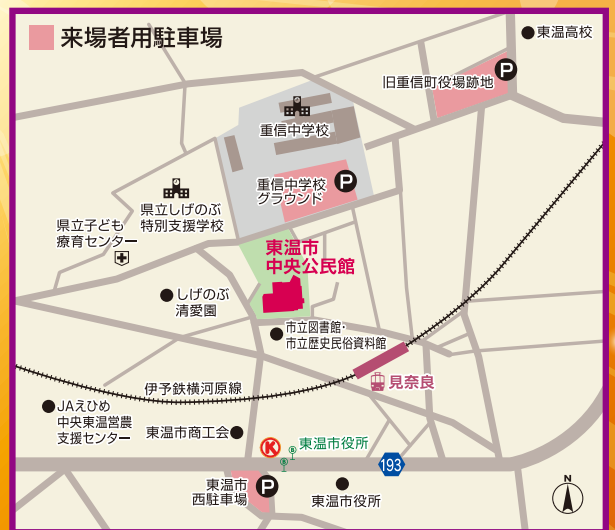 来場者用駐車場
東温高校
P
旧重信町役場跡地
重信中学校
重信中学校
グラウンド
P
県立しげのぶ
特別支援学校
県立子ども
療育センター
東温市
中央公民館
しげのぶ
清愛園
市立図書館・
市立歴史民俗資料館
見奈良
伊予鉄横河原線
JAえひめ
中央東温営農
支援センター
東温市商工会
K
東温市役所
193
東温市
西駐車場
P
東温市役所
N